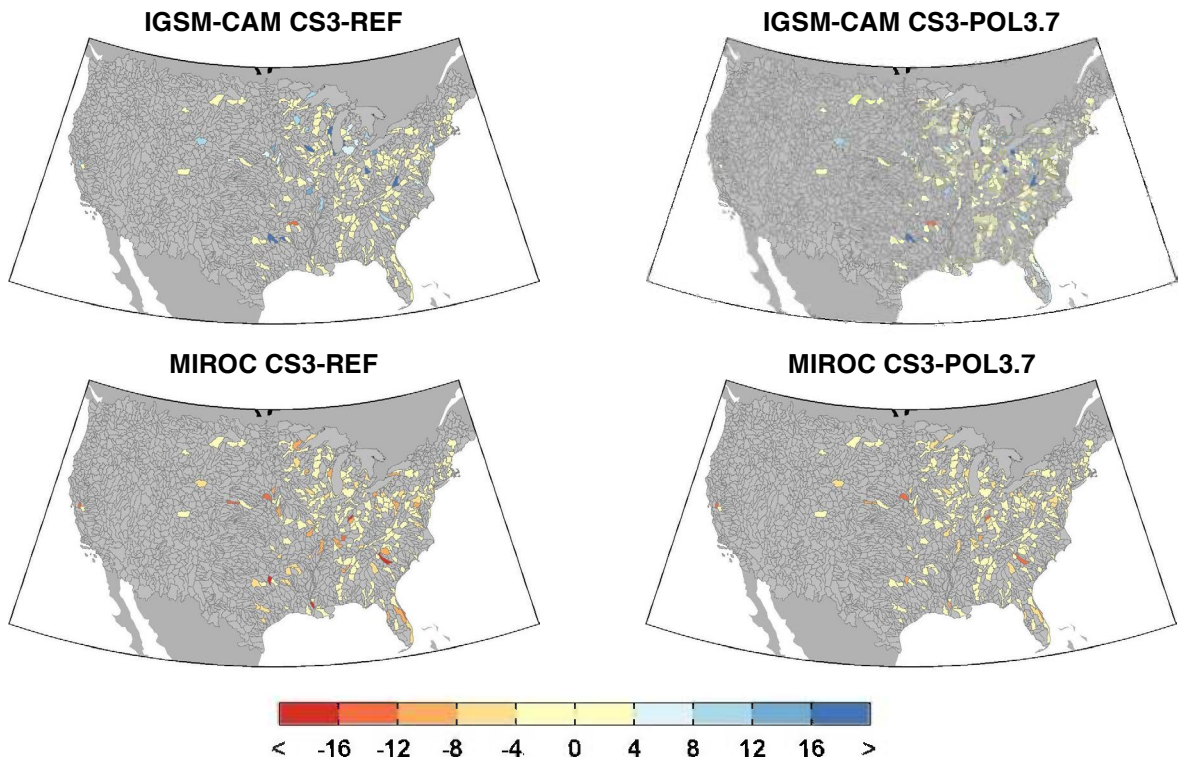 IGSM-CAM CS3-REF
IGSM-CAM CS3-POL3.7
MIROC CS3-REF
MIROC CS3-POL3.7
< -16 -12 -8 -4 0 4 8 12 16 >